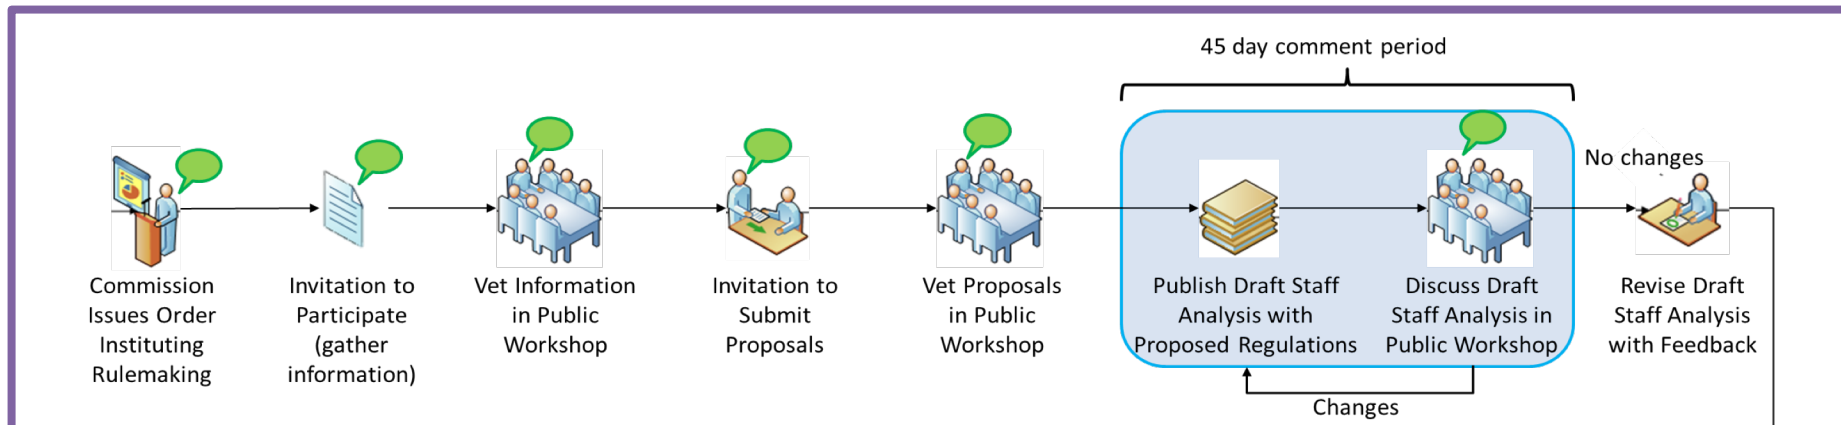 45 day comment period
No changes
Commission
Issues Order
Instituting
Rulemaking
Invitation to
Participate
(gather
information)
Vet Information
in Public
Workshop
Invitation to
Submit
Proposals
Vet Proposals
in Public
Workshop
Publish Draft Staff
Analysis with
Proposed Regulations
Discuss Draft
Staff Analysis in
Public Workshop
Revise Draft
Staff Analysis
with Feedback
Changes